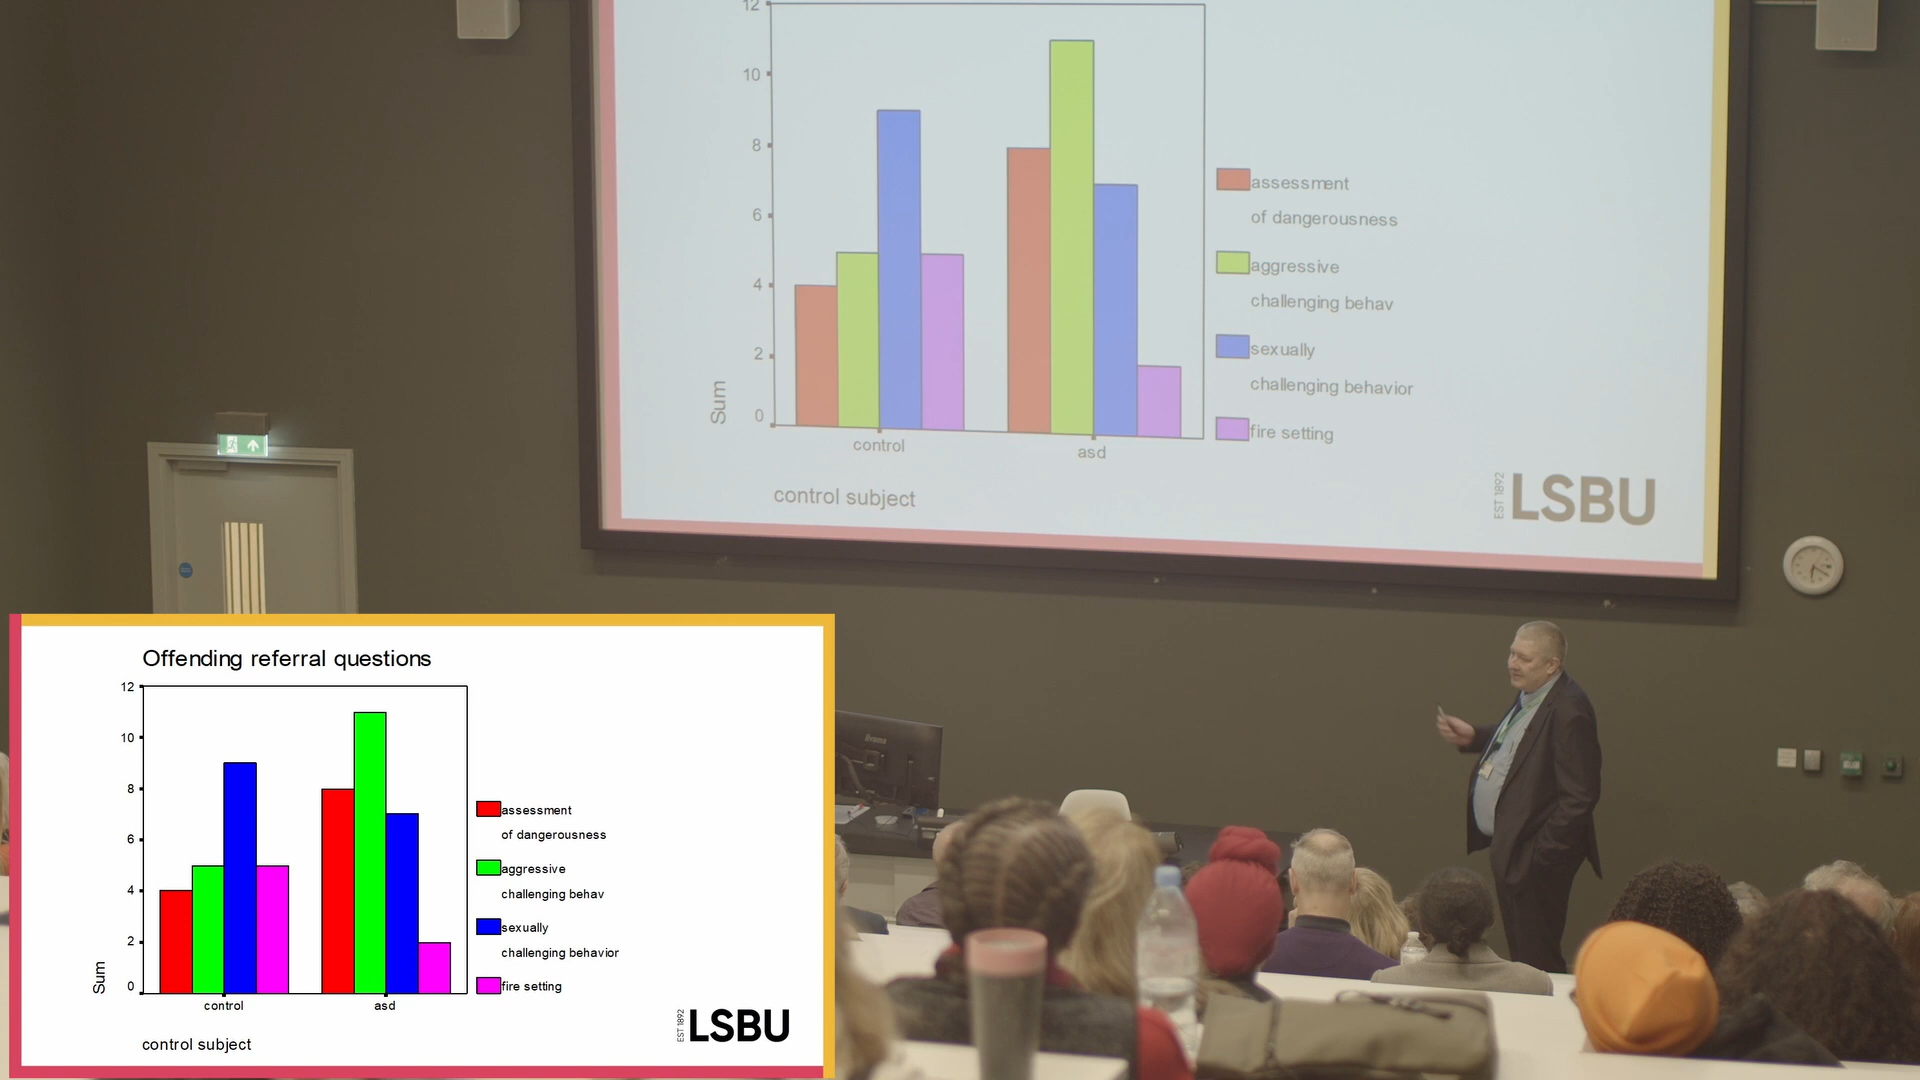 12
10
8
6
4
2
0
Sum
control
asd
control subject
assessment
of dangerousness
aggressive
challenging behav
sexually
challenging behavior
fire setting
EST 1892
LSBU
Offending referral questions
12
10
8
6
4
2
0
Sum
control
asd
control subject
assessment
of dangerousness
aggressive
challenging behav
sexually
challenging behavior
fire setting
EST 1892
LSBU